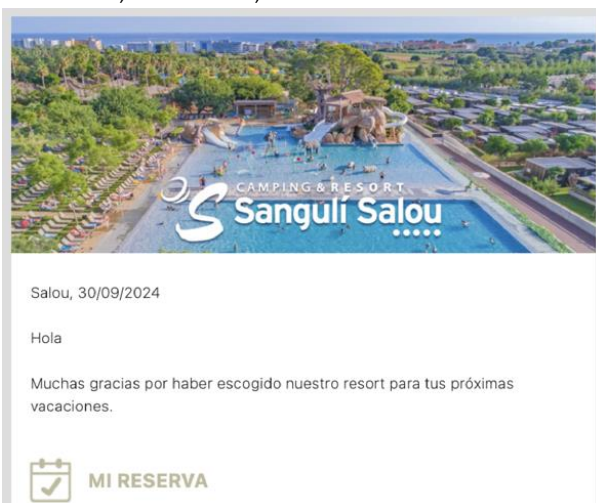 CAMPING & RESORT
Sangulí Salou
Salou, 30/09/2024
Hola
Muchas gracias por haber escogido nuestro resort para tus próximas
vacaciones.
MI RESERVA